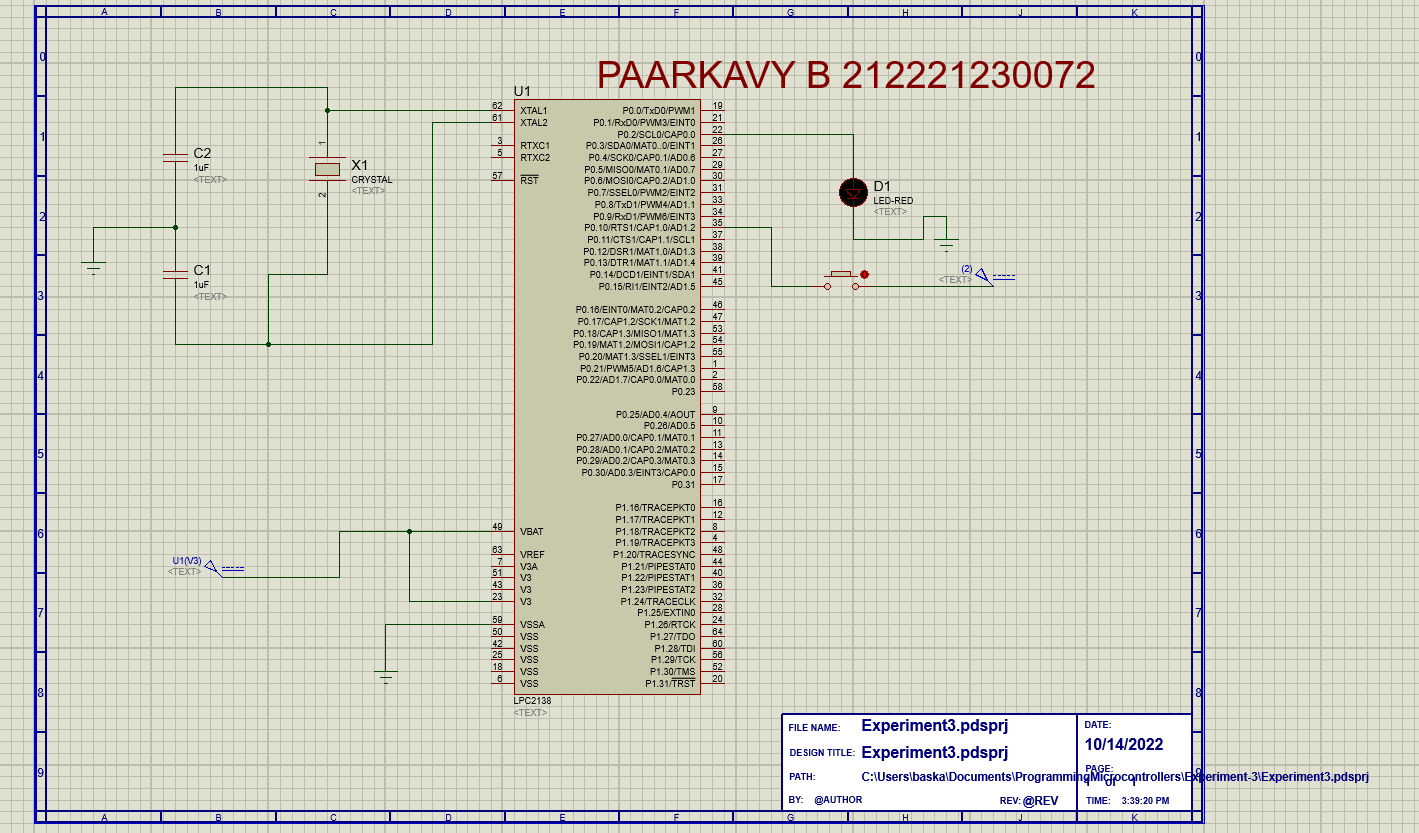 A B C D E F G H J K
PAARKAVY B 212221230072
0 0
U1
62 XTAL1 P0.0/TxD0/PWM1 19
61 XTAL2 P0.1/RxD0/PWM3/EINT0 21
P0.2/SCL0/CAP0.0 22
3 RTXC1 P0.3/SDA0/MAT0..0/EINT1 26
5 RTXC2 P0.4/SCK0/CAP0.1/AD0.6 27
P0.5/MISO0/MAT0.1/AD0.7 29
57 RST P0.6/MOSI0/CAP0.2/AD1.0 30
P0.7/SSEL0/PWM2/EINT2 31
P0.8/TxD1/PWM4/AD1.1 33
P0.9/RxD1/PWM6/EINT3 34
P0.10/RTS1/CAP1.0/AD1.2 35
P0.11/CTS1/CAP1.1/SCL1 37
P0.12/DSR1/MAT1.0/AD1.3 38
P0.13/DTR1/MAT1.1/AD1.4 39
P0.14/DCD1/EINT1/SDA1 41
P0.15/RI1/EINT2/AD1.5 45
P0.16/EINT0/MAT0.2/CAP0.2 46
P0.17/CAP1.2/SCK1/MAT1.2 47
P0.18/CAP1.3/MISO1/MAT1.3 53
P0.19/MAT1.2/MOSI1/CAP1.2 54
P0.20/MAT1.3/SSEL1/EINT3 55
P0.21/PWM5/AD1.6/CAP1.3 1
P0.22/AD1.7/CAP0.0/MAT0.0 2
P0.23 58
P0.25/AD0.4/AOUT 9
P0.26/AD0.5 10
P0.27/AD0.0/CAP0.1/MAT0.1 11
P0.28/AD0.1/CAP0.2/MAT0.2 13
P0.29/AD0.2/CAP0.3/MAT0.3 14
P0.30/AD0.3/EINT3/CAP0.0 15
P0.31 17
P1.16/TRACEPKT0 16
P1.17/TRACEPKT1 12
49 VBAT P1.18/TRACEPKT2 8
P1.19/TRACEPKT3 4
63 VREF P1.20/TRACESYNC 48
7 V3A P1.21/PIPESTAT0 44
51 V3 P1.22/PIPESTAT1 40
43 V3 P1.23/PIPESTAT2 36
23 V3 P1.24/TRACECLK 32
P1.25/EXTIN0 28
59 VSSA P1.26/RTCK 24
50 VSS P1.27/TDO 64
42 VSS P1.28/TDI 60
25 VSS P1.29/TCK 56
18 VSS P1.30/TMS 52
6 VSS P1.31/TRST 20
LPC2138
<TEXT>
1 1
C2
1uF
<TEXT>
1
X1
CRYSTAL
<TEXT>
2
D1
LED-RED
<TEXT>
2 2
C1
1uF
<TEXT>
(2)
<TEXT>
3 3
4 4
5 5
6 6
U1(V3)
<TEXT>
7 7
8 8
9 9
FILE NAME: Experiment3.pdsprj
DESIGN TITLE: Experiment3.pdsprj
PATH: C:\Users\baska\Documents\ProgrammingMicrocontrollers\Experiment-3\Experiment3.pdsprj
BY: @AUTHOR REV: @REV
DATE:
10/14/2022
PAGE:
1 of 1
TIME: 3:39:20 PM
A B C D E F G H J K